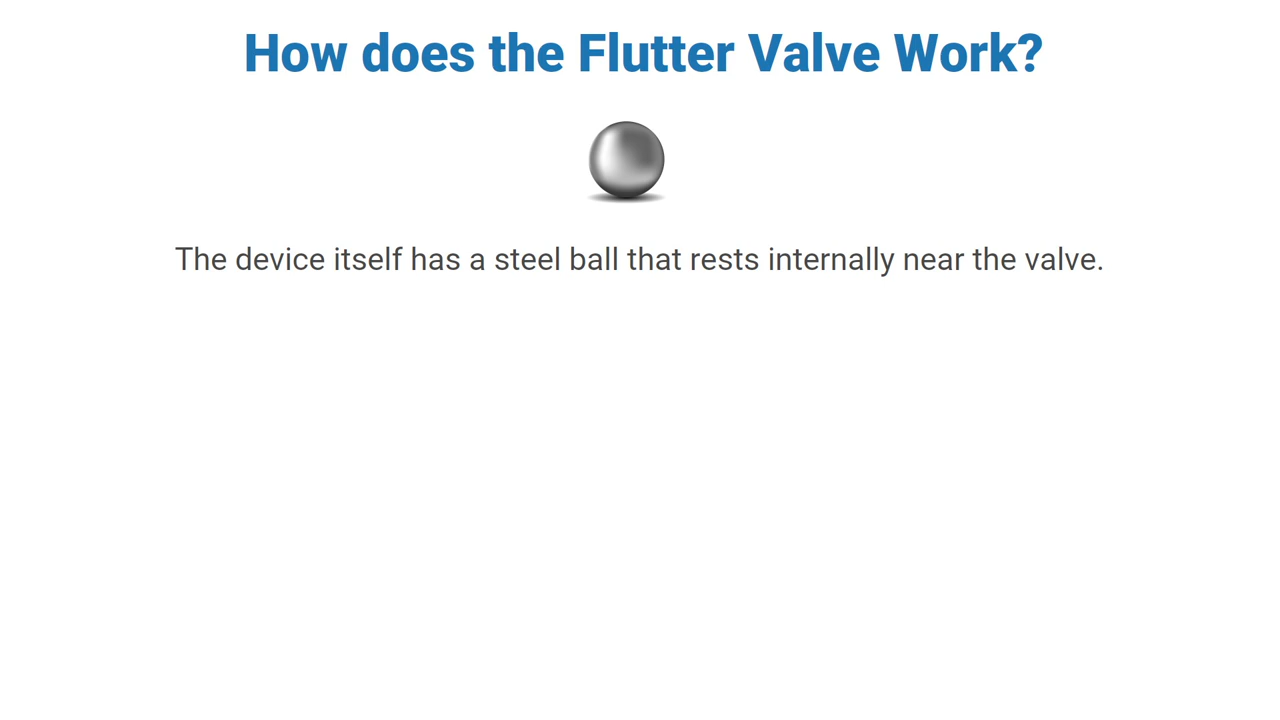 How does the Flutter Valve Work?
The device itself has a steel ball that rests internally near the valve.